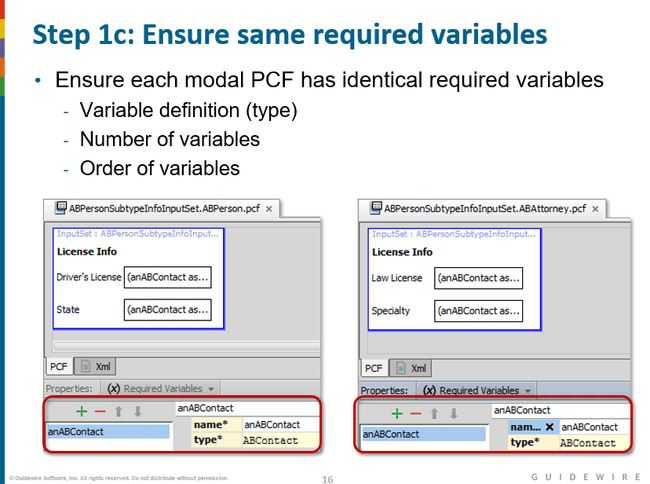 Step 1c: Ensure same required variables
• Ensure each modal PCF has identical required variables
- Variable definition (type)
- Number of variables
- Order of variables
ABPersonSubtypeInfoInputSet.ABPerson.pcf ×
InputSet : ABPersonSubtypeInfoInput...
License Info
Driver's License (anABContact as...
State (anABContact as...
PCF Xml
Properties: (x) Required Variables
anABContact
anABContact
name* anABContact
type* ABContact
ABPersonSubtypeInfoInputSet.ABAttorney.pcf ×
InputSet : ABPersonSubtypeInfoInput...
License Info
Law License (anABContact as...
Specialty (anABContact as...
PCF Xml
Properties: (x) Required Variables
anABContact
anABContact
nam... × anABContact
type* ABContact
© Guidewire Software, Inc. All rights reserved. Do not distribute without permission.
16
GUIDEWIRE